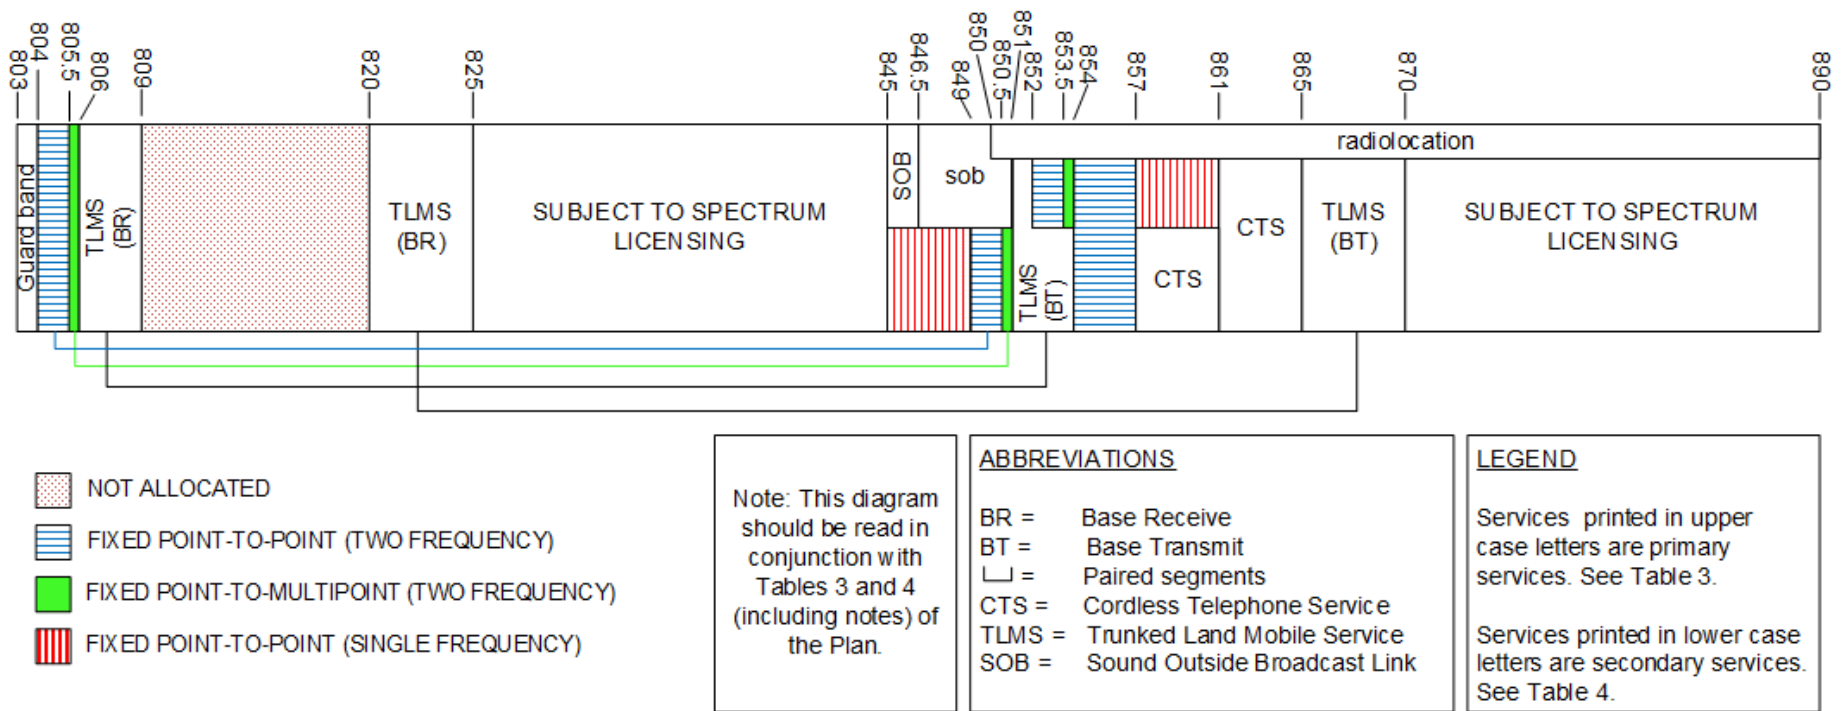 803
804
805.5
806
809
820
825
845
846.5
849
850
850.5
851
852
853.5
854
857
861
865
870
890
radiolocation
Guard band
TLMS
(BR)
TLMS
(BR)
SUBJECT TO SPECTRUM
LICENSING
BOS
sob
TLMS
(BT)
CTS
CTS
TLMS
(BT)
SUBJECT TO SPECTRUM
LICENSING
NOT ALLOCATED
FIXED POINT-TO-POINT (TWO FREQUENCY)
FIXED POINT-TO-MULTIPOINT (TWO FREQUENCY)
FIXED POINT-TO-POINT (SINGLE FREQUENCY)
Note: This diagram
should be read in
conjunction with
Tables 3 and 4
(including notes) of
the Plan.
ABBREVIATIONS
BR = Base Receive
BT = Base Transmit
= Paired segments
CTS = Cordless Telephone Service
TLMS = Trunked Land Mobile Service
SOB = Sound Outside Broadcast Link
LEGEND
Services printed in upper
case letters are primary
services. See Table 3.
Services printed in lower case
letters are secondary services.
See Table 4.